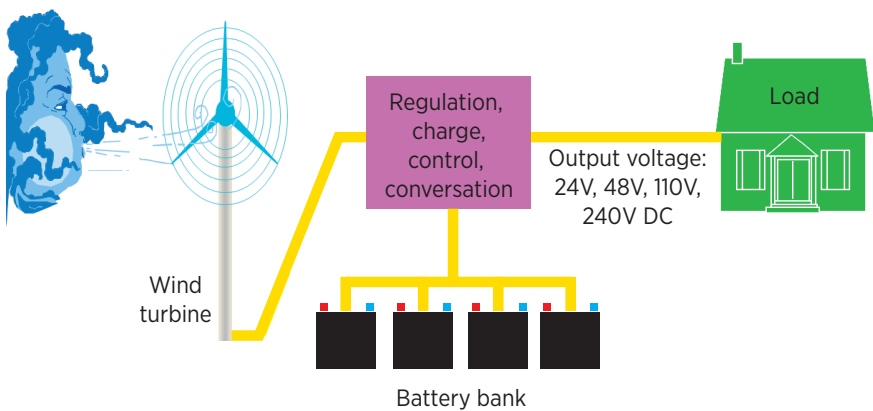 Regulation,
charge,
control,
conversation
Load
Output voltage:
24V, 48V, 110V,
240V DC
Wind
turbine
Battery bank